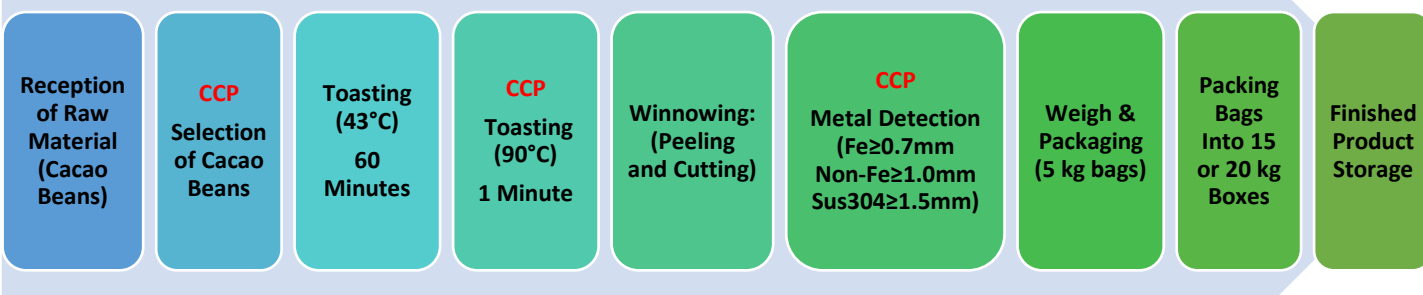 Reception
of Raw
Material
(Cacao
Beans)
CCP
Selection
of Cacao
Beans
Toasting
(43°C)
60
Minutes
CCP
Toasting
(90°C)
1 Minute
Winnowing:
(Peeling
and Cutting)
CCP
Metal Detection
(Fe≥0.7mm
Non-Fe≥1.0mm
Sus304≥1.5mm)
Weigh &
Packaging
(5 kg bags)
Packing
Bags
Into 15
or 20 kg
Boxes
Finished
Product
Storage